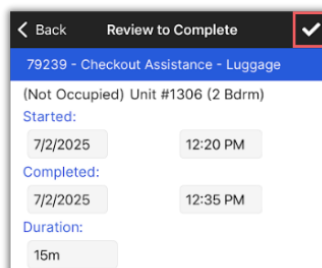 Back Review to Complete
79239 - Checkout Assistance - Luggage
(Not Occupied) Unit #1306 (2 Bdrm)
Started:
7/2/2025 12:20 PM
Completed:
7/2/2025 12:35 PM
Duration:
15m